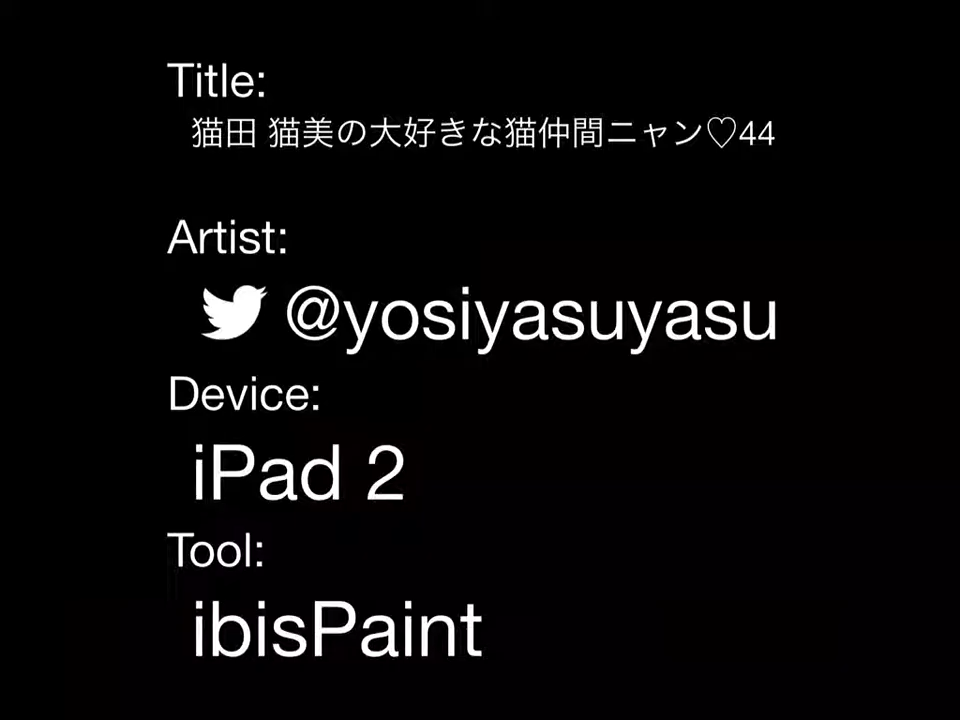 Title:
猫田 猫美の大好きな猫仲間ニャン♡44
Artist:
@yosiyasuyasu
Device:
iPad 2
Tool:
ibisPaint